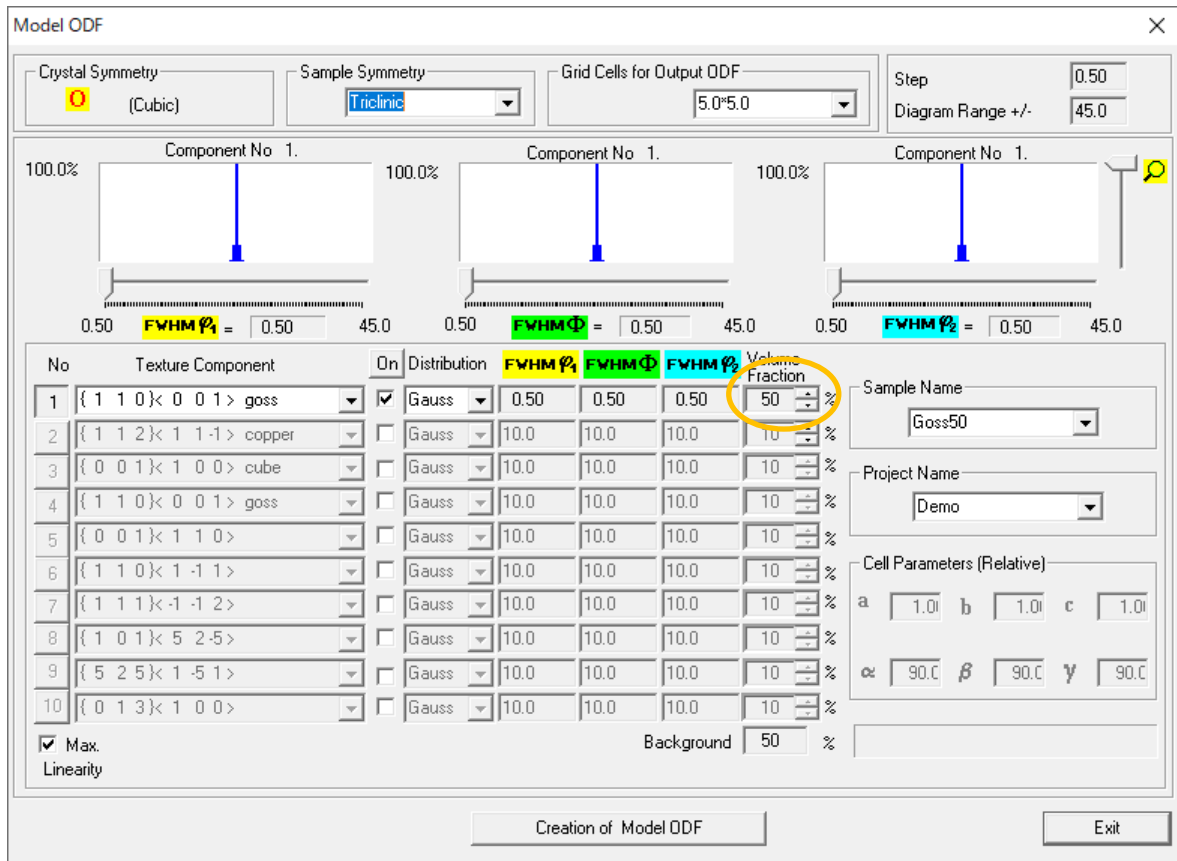 Model ODF
Crystal Symmetry
O (Cubic)
Sample Symmetry
Triclinic
Grid Cells for Output ODF
5.0*5.0
Step 0.50
Diagram Range +/- 45.0
Component No 1. Component No 1. Component No 1.
100.0% 100.0% 100.0%
0.50 FWHM φ1 = 0.50 45.0 0.50 FWHM Φ = 0.50 45.0 0.50 FWHM φ2 = 0.50 45.0
No Texture Component On Distribution FWHM φ1 FWHM Φ FWHM φ2 Volume Fraction
1 { 1 1 0}< 0 0 1> goss Gauss 0.50 0.50 0.50 50 %
2 { 1 1 2}< 1 1 -1> copper Gauss 10.0 10.0 10.0 10 %
3 { 0 0 1}< 1 0 0> cube Gauss 10.0 10.0 10.0 10 %
4 { 1 1 0}< 0 0 1> goss Gauss 10.0 10.0 10.0 10 %
5 { 0 0 1}< 1 1 0> Gauss 10.0 10.0 10.0 10 %
6 { 1 1 0}< 1 -1 1> Gauss 10.0 10.0 10.0 10 %
7 { 1 1 1}< -1 -1 2> Gauss 10.0 10.0 10.0 10 %
8 { 1 0 1}< 5 2 -5> Gauss 10.0 10.0 10.0 10 %
9 { 5 2 5}< 1 -5 1> Gauss 10.0 10.0 10.0 10 %
10 { 0 1 3}< 1 0 0> Gauss 10.0 10.0 10.0 10 %
Max.
Linearity
Background 50 %
Sample Name
Goss50
Project Name
Demo
Cell Parameters (Relative)
a 1.0 b 1.0 c 1.0
α 90.0 β 90.0 γ 90.0
Creation of Model ODF
Exit